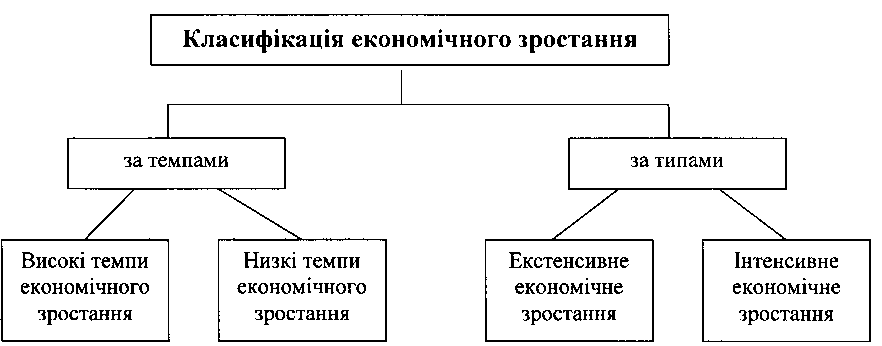 Класифікація економічного зростання
за темпами
за типами
Високі темпи
економічного
зростання
Низкі темпи
економічного
зростання
Екстенсивне
економічне
зростання
Інтенсивне
економічне
зростання